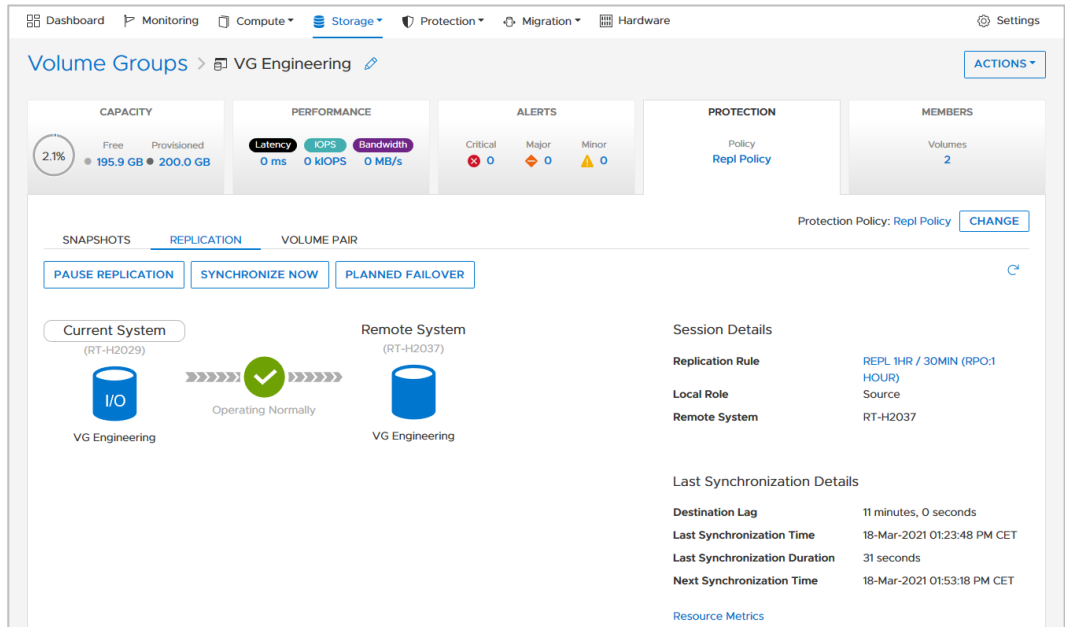 Dashboard Monitoring Compute Storage Protection Migration Hardware Settings
Volume Groups > VG Engineering ACTIONS
CAPACITY PERFORMANCE ALERTS PROTECTION MEMBERS
2.1%
Free Provisioned
195.9 GB 200.0 GB
Latency IOPS Bandwidth
0 ms 0 kIOPS 0 MB/s
Critical Major Minor
0 0 0
Policy
Repl Policy
Volumes
2
Protection Policy: Repl Policy CHANGE
SNAPSHOTS REPLICATION VOLUME PAIR
PAUSE REPLICATION SYNCHRONIZE NOW PLANNED FAILOVER
Current System
(RT-H2029)
I/O
VG Engineering
Operating Normally
Remote System
(RT-H2037)
VG Engineering
Session Details
Replication Rule REPL 1HR / 30MIN (RPO:1
HOUR)
Local Role Source
Remote System RT-H2037
Last Synchronization Details
Destination Lag 11 minutes, 0 seconds
Last Synchronization Time 18-Mar-2021 01:23:48 PM CET
Last Synchronization Duration 31 seconds
Next Synchronization Time 18-Mar-2021 01:53:18 PM CET
Resource Metrics